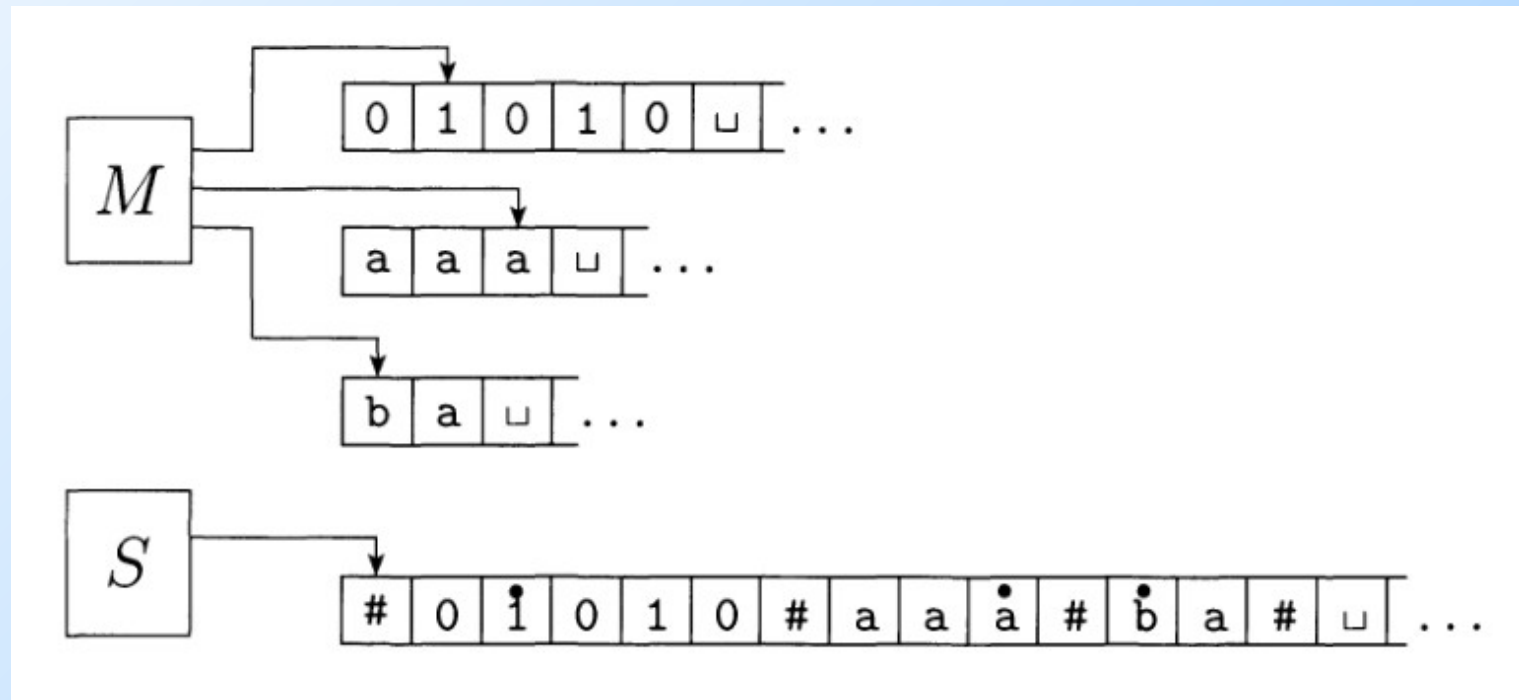 0 1 0 1 0 ⊔ ...
M
a a a ⊔ ...
b a ⊔ ...
S
# 0 1̇ 0 1 0 # a a ȧ # ḃ a # ⊔ ...